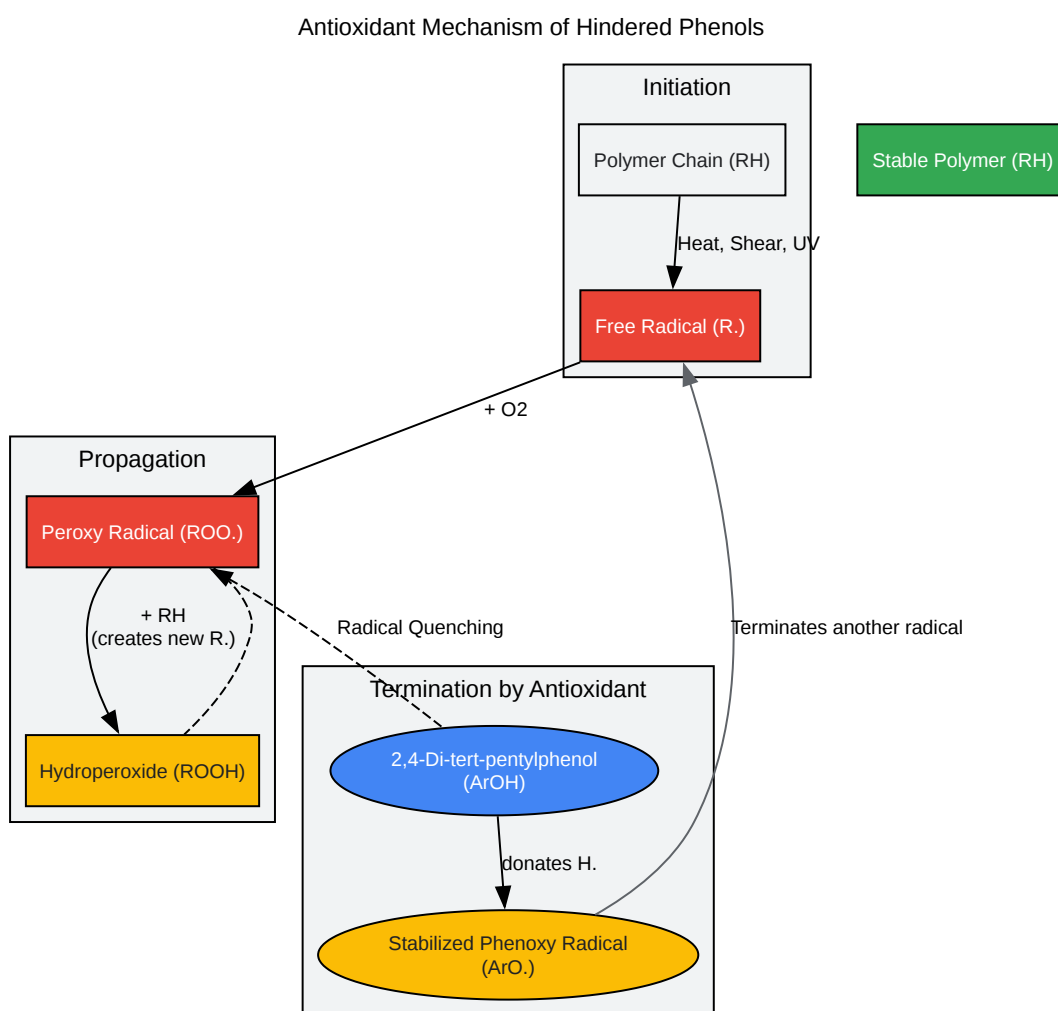 Antioxidant Mechanism of Hindered Phenols
Initiation
Polymer Chain (RH)
Stable Polymer (RH)
Heat, Shear, UV
Free Radical (R.)
+ O2
Propagation
Peroxy Radical (ROO.)
+ RH
(creates new R.)
Radical Quenching
Terminates another radical
Termination by Antioxidant
Hydroperoxide (ROOH)
2,4-Di-tert-pentylphenol
(ArOH)
donates H.
Stabilized Phenoxy Radical
(ArO.)